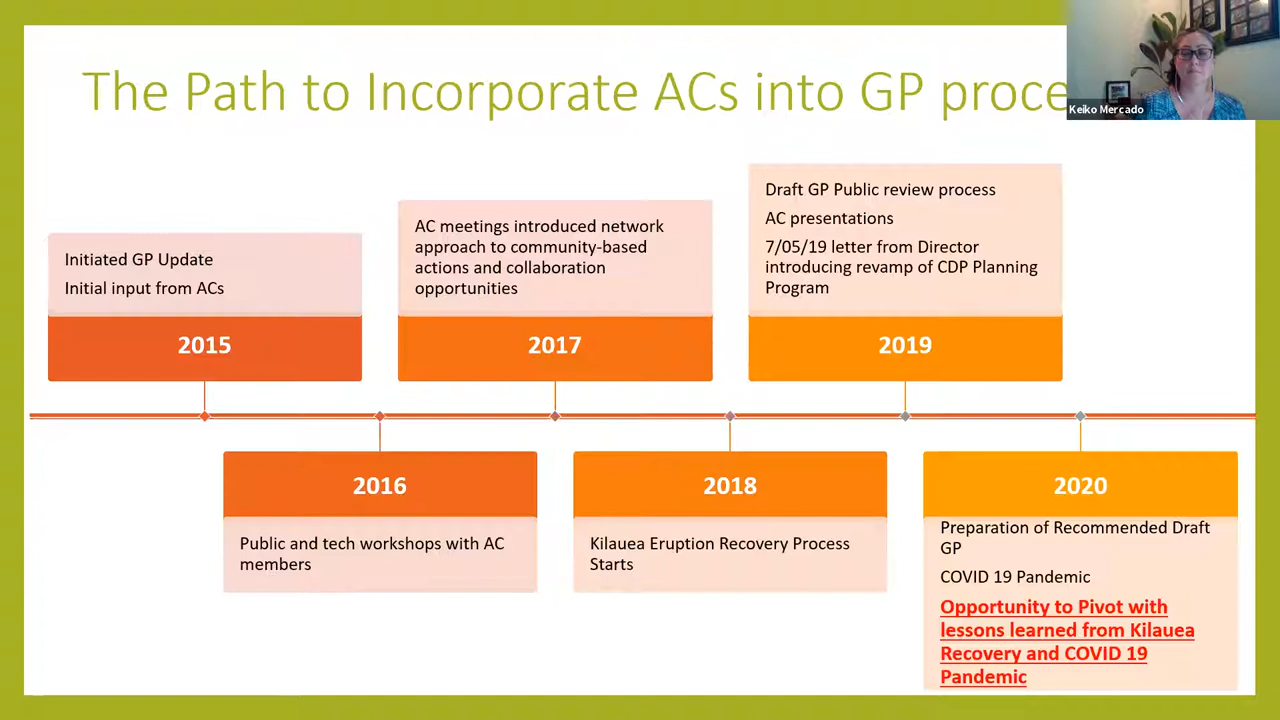 The Path to Incorporate ACs into GP proce
Keiko Mercado
Initiated GP Update
Initial input from ACs
2015
Public and tech workshops with AC
members
2016
AC meetings introduced network
approach to community-based
actions and collaboration
opportunities
2017
2018
Kilauea Eruption Recovery Process
Starts
Draft GP Public review process
AC presentations
7/05/19 letter from Director
introducing revamp of CDP Planning
Program
2019
2020
Preparation of Recommended Draft
GP
COVID 19 Pandemic
Opportunity to Pivot with
lessons learned from Kilauea
Recovery and COVID 19
Pandemic